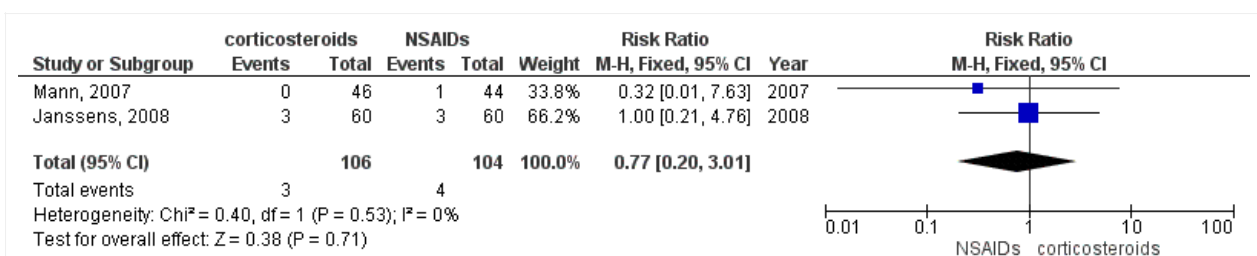 corticosteroids NSAIDs Risk Ratio Risk Ratio
Study or Subgroup Events Total Events Total Weight M-H, Fixed, 95% CI Year M-H, Fixed, 95% CI
Mann, 2007 0 46 1 44 33.8% 0.32 [0.01, 7.63] 2007
Janssens, 2008 3 60 3 60 66.2% 1.00 [0.21, 4.76] 2008
Total (95% CI) 106 104 100.0% 0.77 [0.20, 3.01]
Total events 3 4
Heterogeneity: Chi² = 0.40, df = 1 (P = 0.53); I² = 0%
Test for overall effect: Z = 0.38 (P = 0.71)
0.01 0.1 1 10 100
NSAIDs corticosteroids